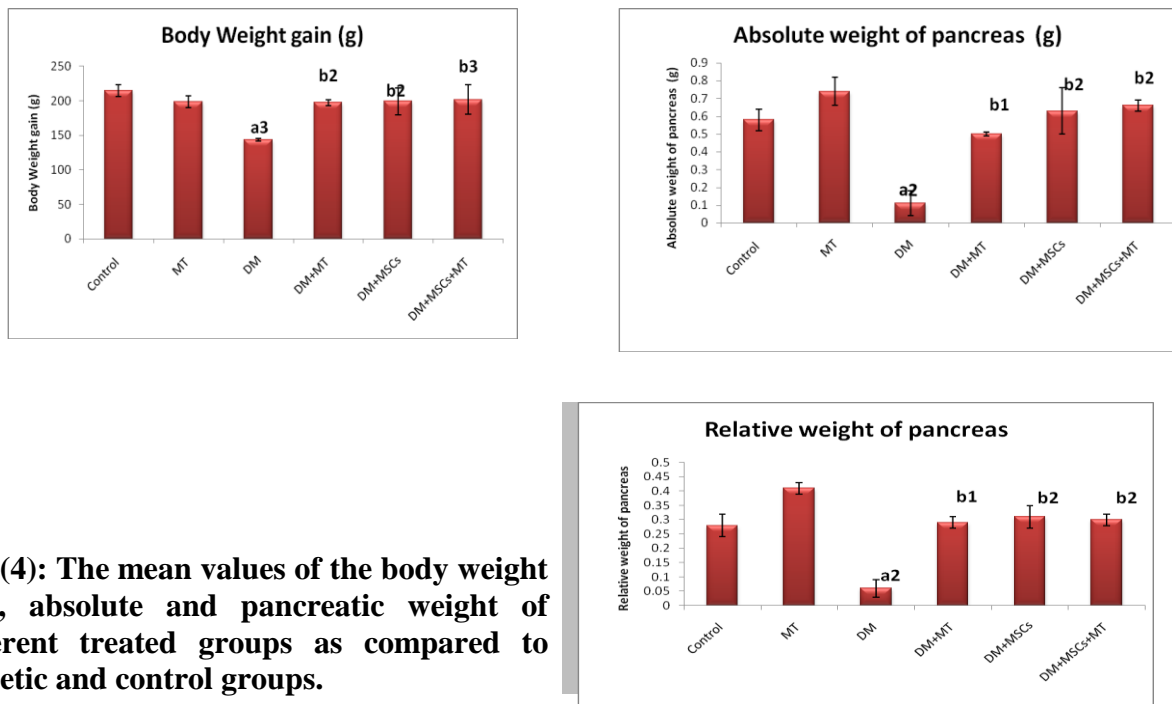 Body Weight gain (g)
Body Weight gain (g)
250
200
150
100
50
0
a3
b2
b2
b3
Control
MT
DM
DM+MT
DM+MSCs
DM+MSCs+MT
Absolute weight of pancreas (g)
Absolute weight of pancreas (g)
0.9
0.8
0.7
0.6
0.5
0.4
0.3
0.2
0.1
0
a2
b1
b2
b2
Control
MT
DM
DM+MT
DM+MSCs
DM+MSCs+MT
Relative weight of pancreas
Relative weight of pancreas
0.5
0.45
0.4
0.35
0.3
0.25
0.2
0.15
0.1
0.05
0
a2
b1
b2
b2
Control
MT
DM
DM+MT
DM+MSCs
DM+MSCs+MT
(4): The mean values of the body weight
, absolute and pancreatic weight of
erent treated groups as compared to
etic and control groups.